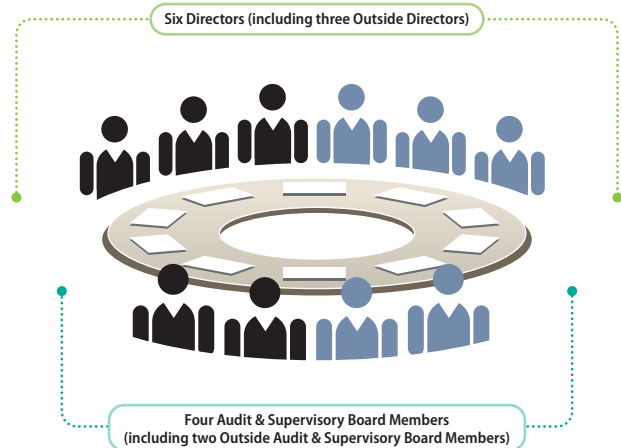 Six Directors (including three Outside Directors)
Four Audit & Supervisory Board Members
(including two Outside Audit & Supervisory Board Members)